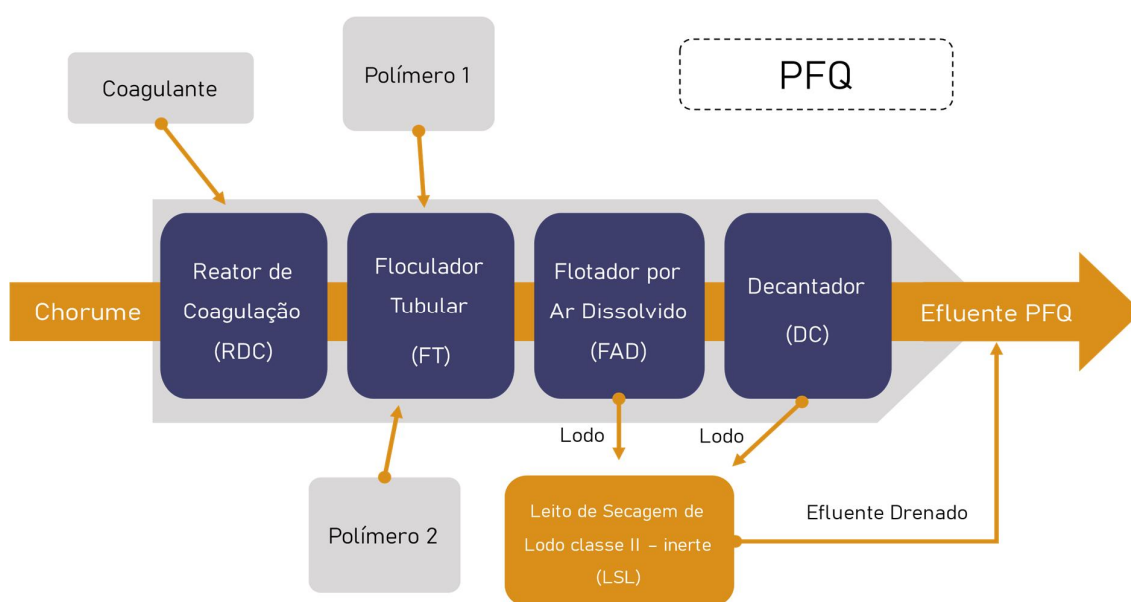 Coagulante
Polímero 1
PFQ
Chorume
Reator de
Coagulação
(RDC)
Floculador
Tubular
(FT)
Flotador por
Ar Dissolvido
(FAD)
Decantador
(DC)
Efluente PFQ
Lodo
Lodo
Polímero 2
Leito de Secagem de
Lodo classe II – inerte
(LSL)
Efluente Drenado